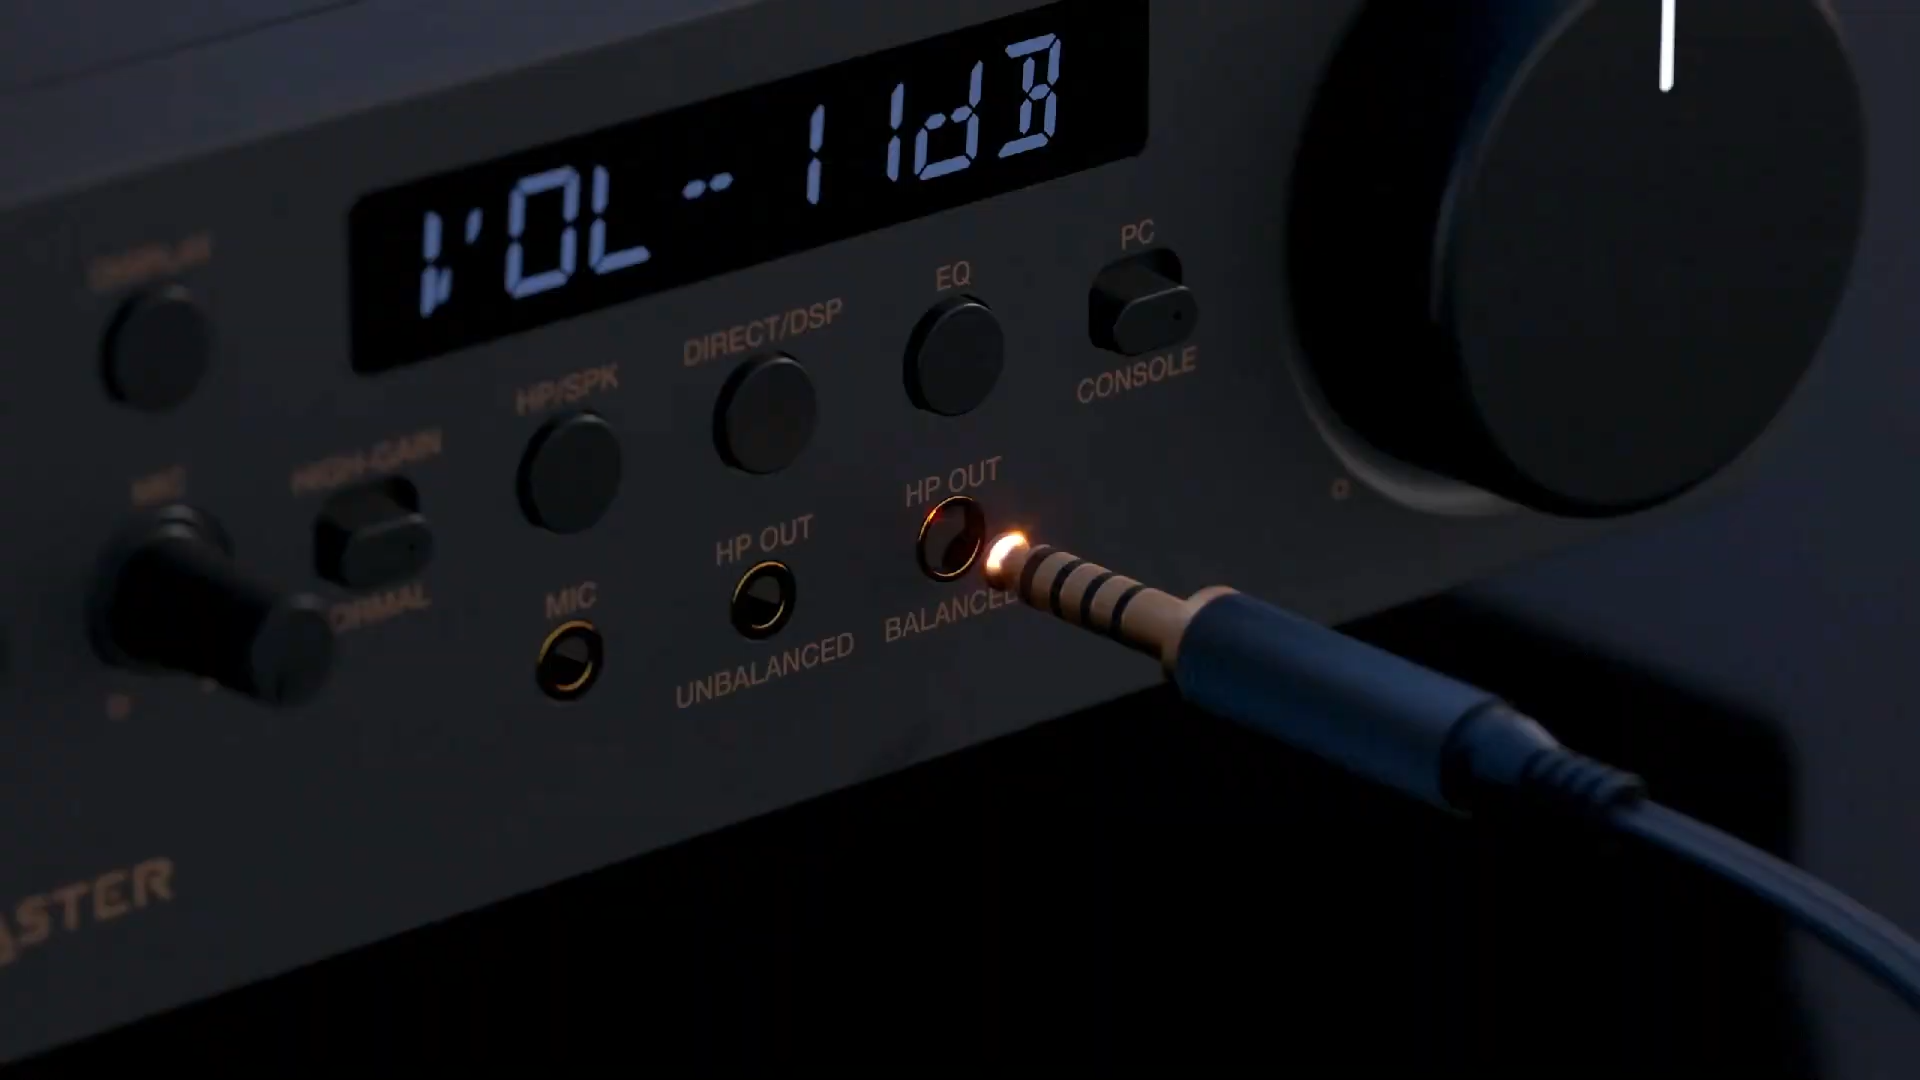 VOL--11dB
DISPLAY
HP/SPK
DIRECT/DSP
EQ
PC
CONSOLE
MIC
HIGH-GAIN
MIC
HP OUT
UNBALANCED
HP OUT
BALANCED